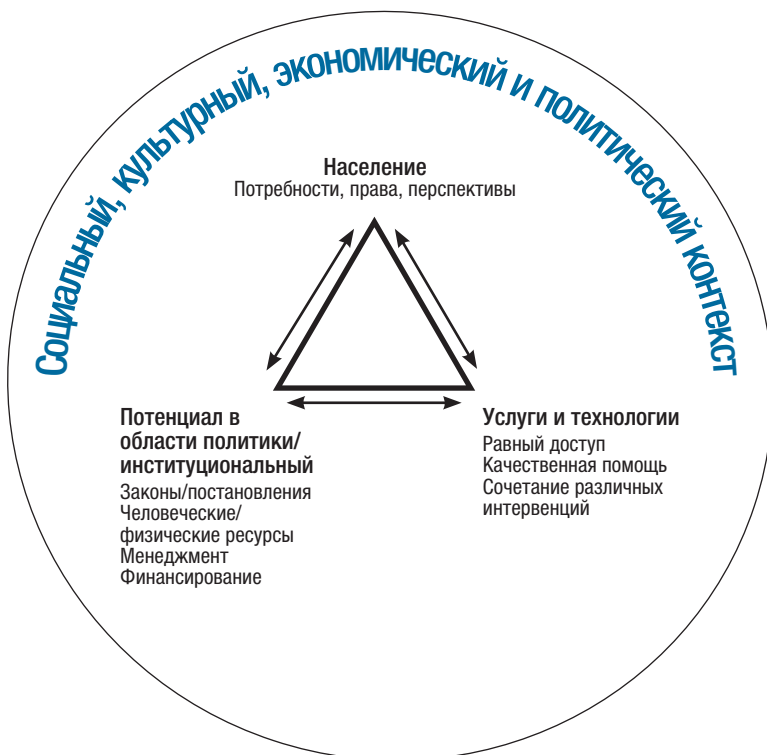 Социальный, культурный, экономический и политический контекст
Население
Потребности, права, перспективы
Потенциал в
области политики/
институциональный
Законы/постановления
Человеческие/
физические ресурсы
Менеджмент
Финансирование
Услуги и технологии
Равный доступ
Качественная помощь
Сочетание различных
интервенций